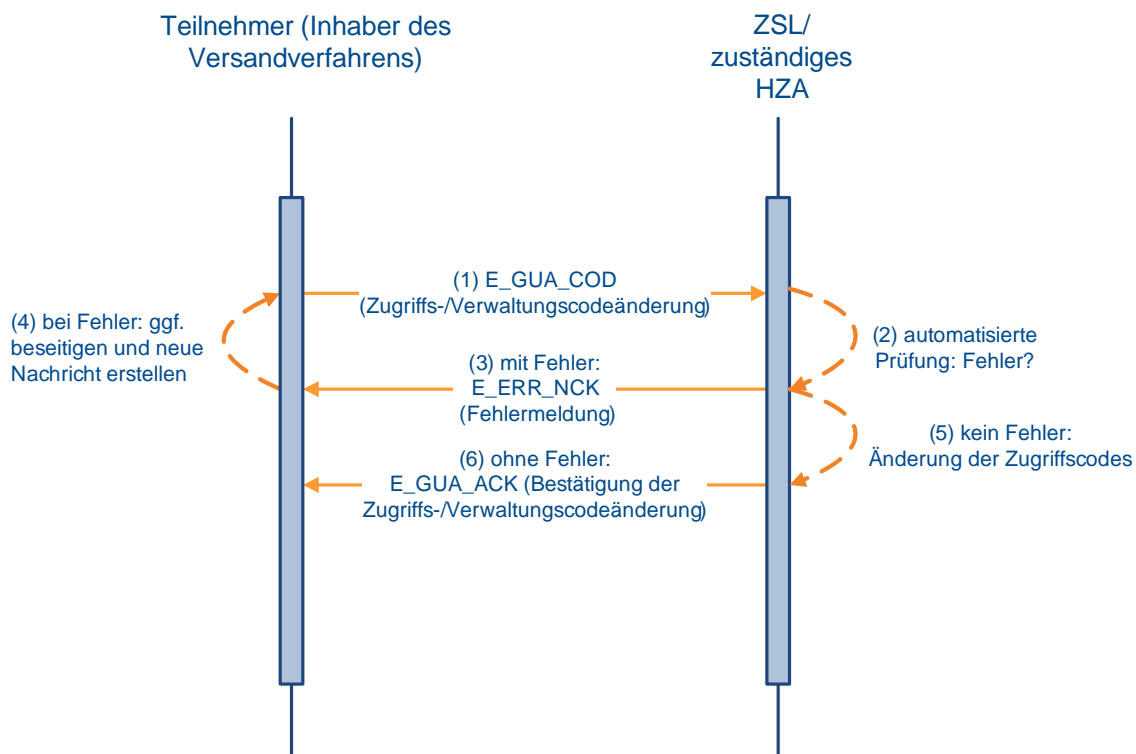 Teilnehmer (Inhaber des
Versandverfahrens)
ZSL/
zuständiges
HZA
(1) E_GUA_COD
(Zugriffs-/Verwaltungscodeänderung)
(2) automatisierte
Prüfung: Fehler?
(3) mit Fehler:
E_ERR_NCK
(Fehlermeldung)
(4) bei Fehler: ggf.
beseitigen und neue
Nachricht erstellen
(5) kein Fehler:
Änderung der Zugriffscodes
(6) ohne Fehler:
E_GUA_ACK (Bestätigung der
Zugriffs-/Verwaltungscodeänderung)